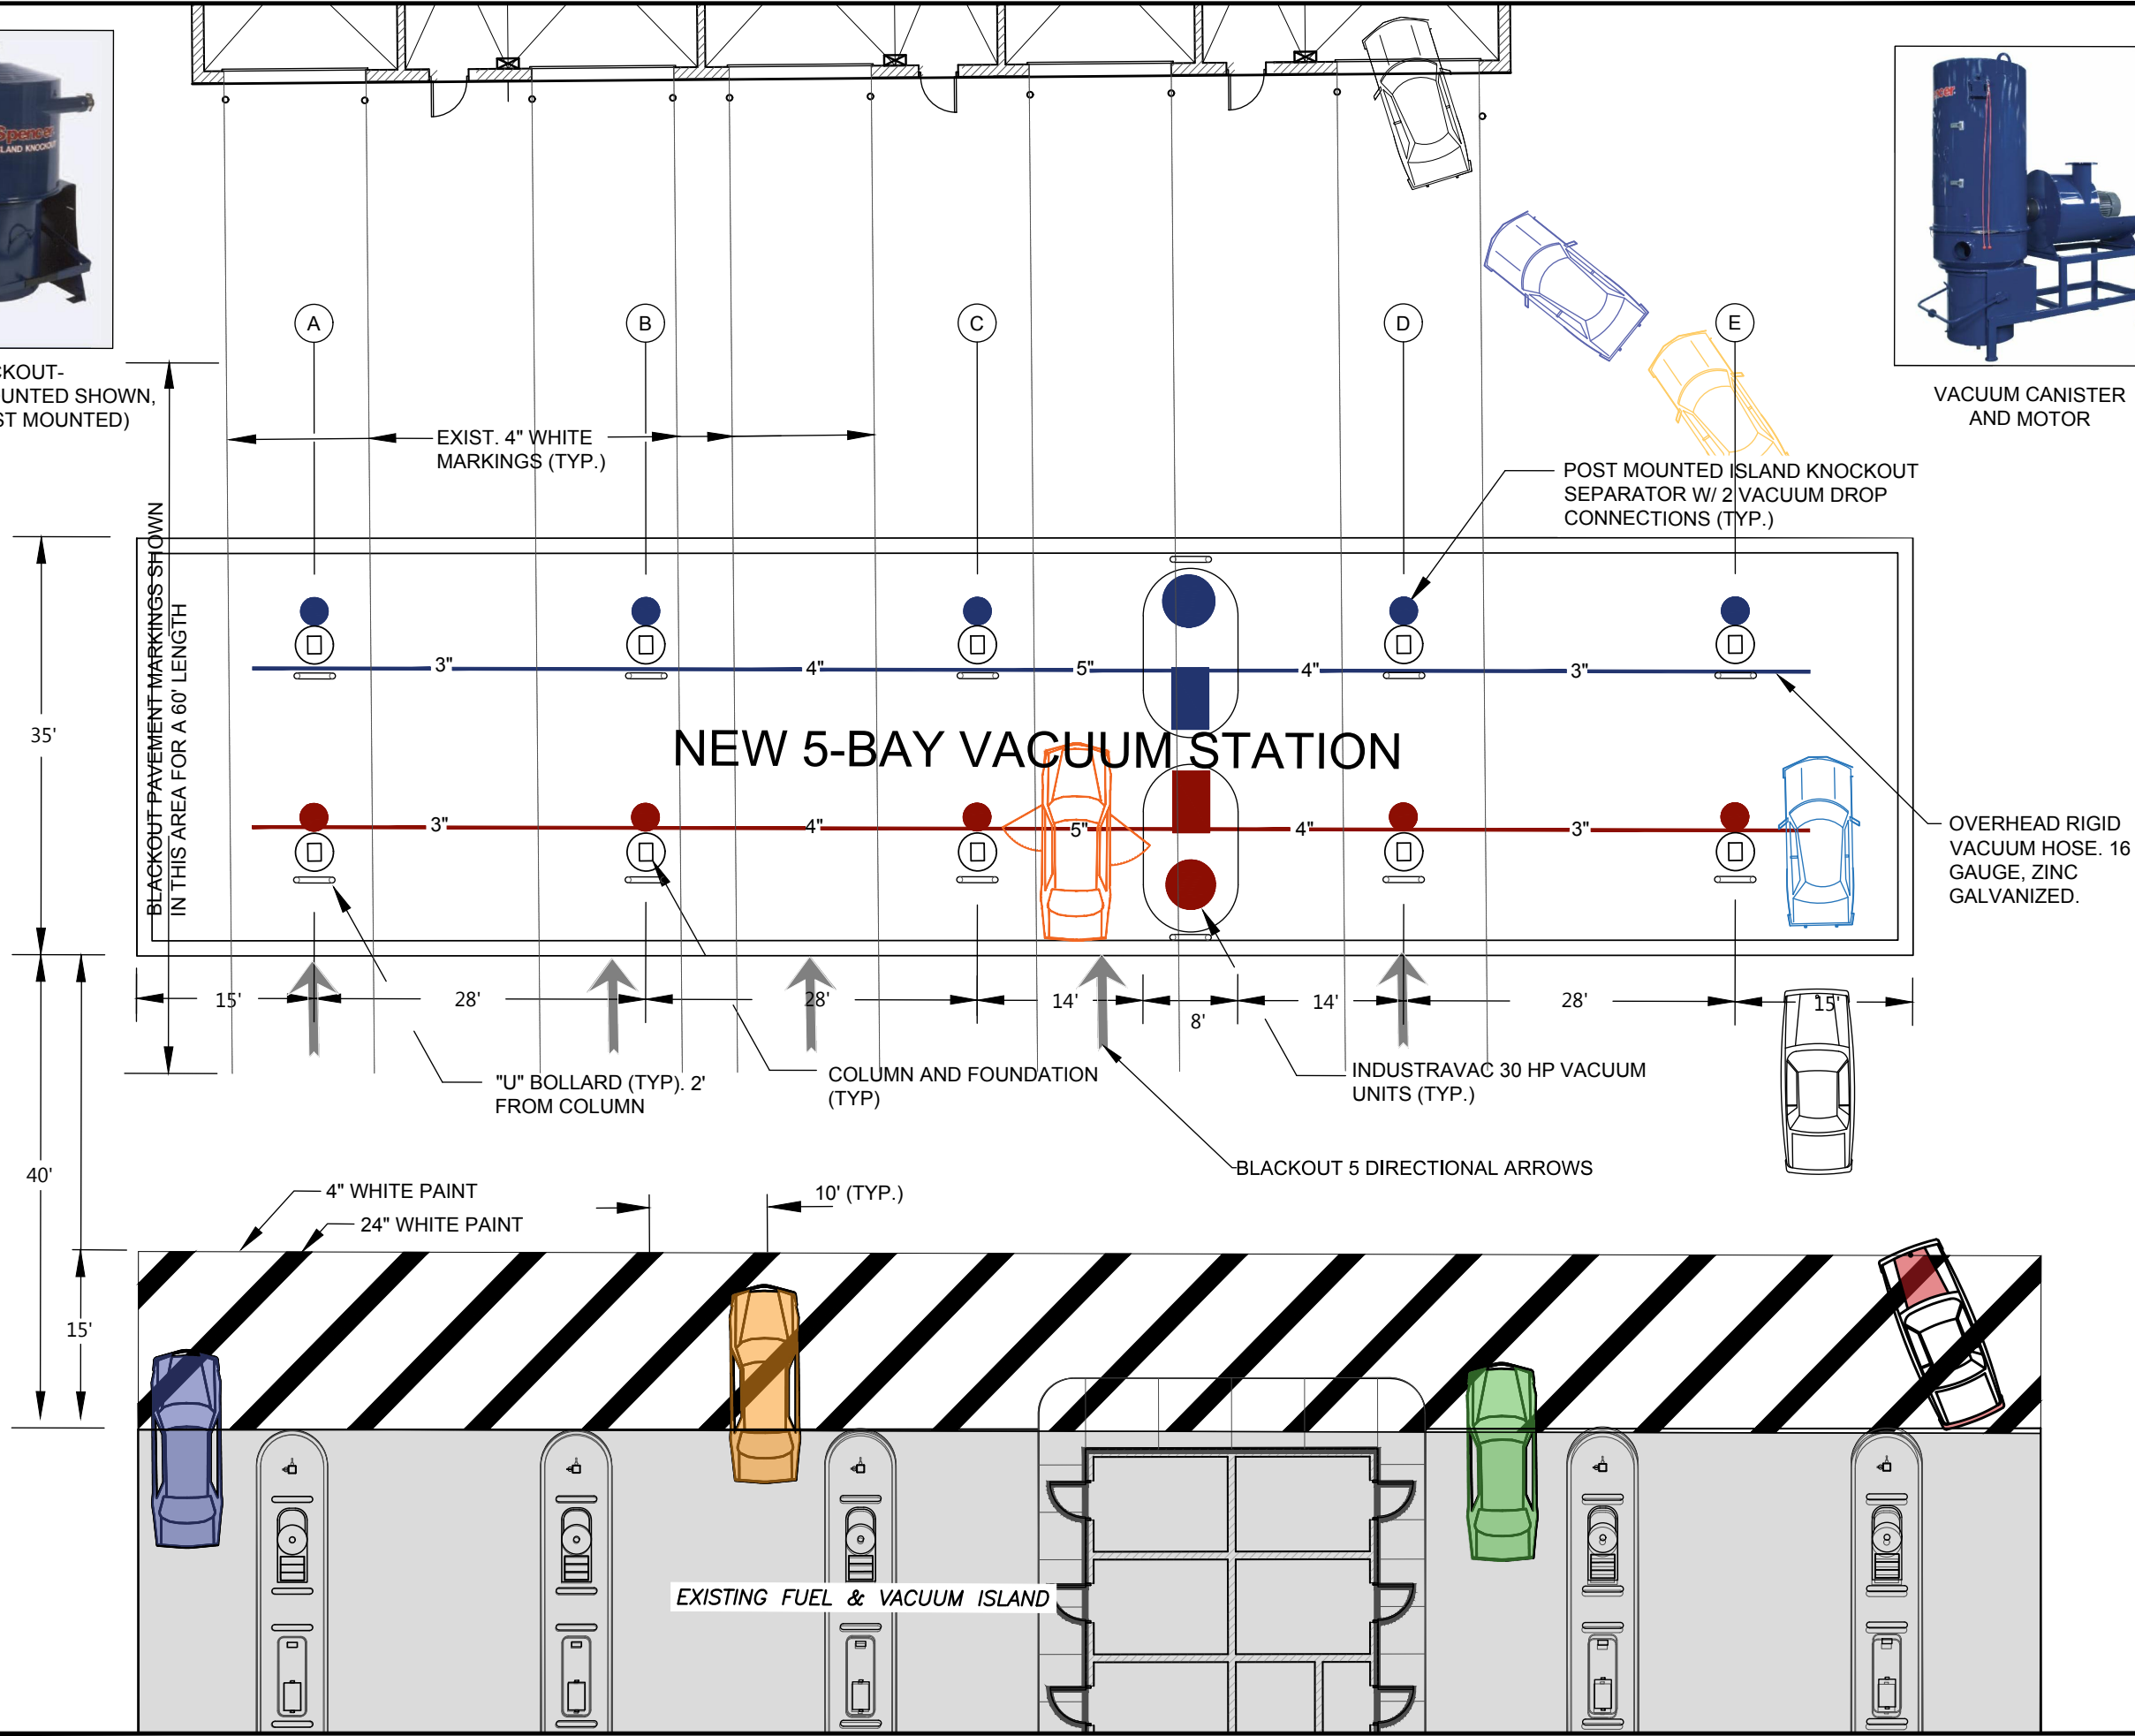 Spencer
LAND KNOCKOUT
CKOUT-
UNTED SHOWN,
ST MOUNTED)
VACUUM CANISTER
AND MOTOR
A
B
C
D
E
EXIST. 4" WHITE
MARKINGS (TYP.)
POST MOUNTED ISLAND KNOCKOUT
SEPARATOR W/ 2 VACUUM DROP
CONNECTIONS (TYP.)
BLACKOUT PAVEMENT MARKINGS SHOWN
IN THIS AREA FOR A 60' LENGTH
35'
3"
4"
5"
4"
3"
NEW 5-BAY VACUUM STATION
3"
4"
5"
4"
3"
OVERHEAD RIGID
VACUUM HOSE. 16
GAUGE, ZINC
GALVANIZED.
15'
28'
28'
14'
8'
14'
28'
15'
"U" BOLLARD (TYP). 2'
FROM COLUMN
COLUMN AND FOUNDATION
(TYP)
INDUSTRAVAC 30 HP VACUUM
UNITS (TYP.)
BLACKOUT 5 DIRECTIONAL ARROWS
40'
4" WHITE PAINT
24" WHITE PAINT
10' (TYP.)
15'
EXISTING FUEL & VACUUM ISLAND